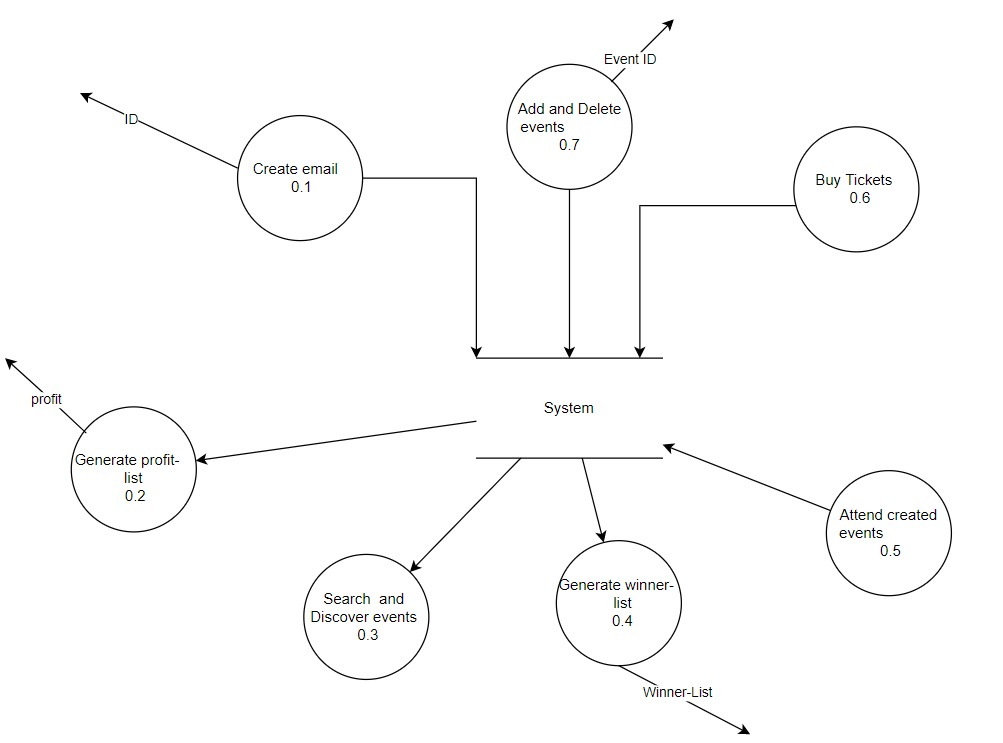 Event ID
Add and Delete
events
0.7
ID
Create email
0.1
Buy Tickets
0.6
profit
System
Generate profit-
list
0.2
Attend created
events
0.5
Search and
Discover events
0.3
Generate winner-
list
0.4
Winner-List